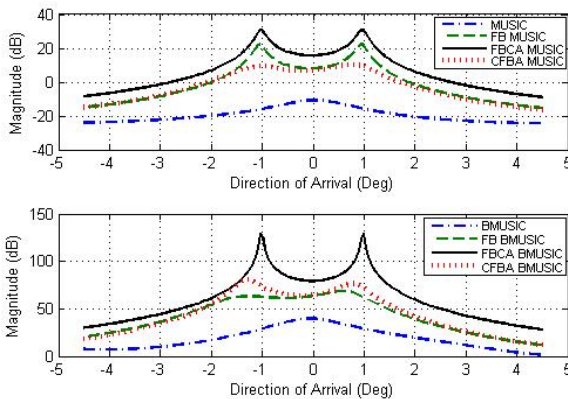 40
20
0
-20
-40
Magnitude (dB)
-5 -4 -3 -2 -1 0 1 2 3 4 5
Direction of Arrival (Deg)
MUSIC
FB MUSIC
FBCA MUSIC
CFBA MUSIC
150
100
50
0
Magnitude (dB)
-5 -4 -3 -2 -1 0 1 2 3 4 5
Direction of Arrival (Deg)
BMUSIC
FB BMUSIC
FBCA BMUSIC
CFBA BMUSIC